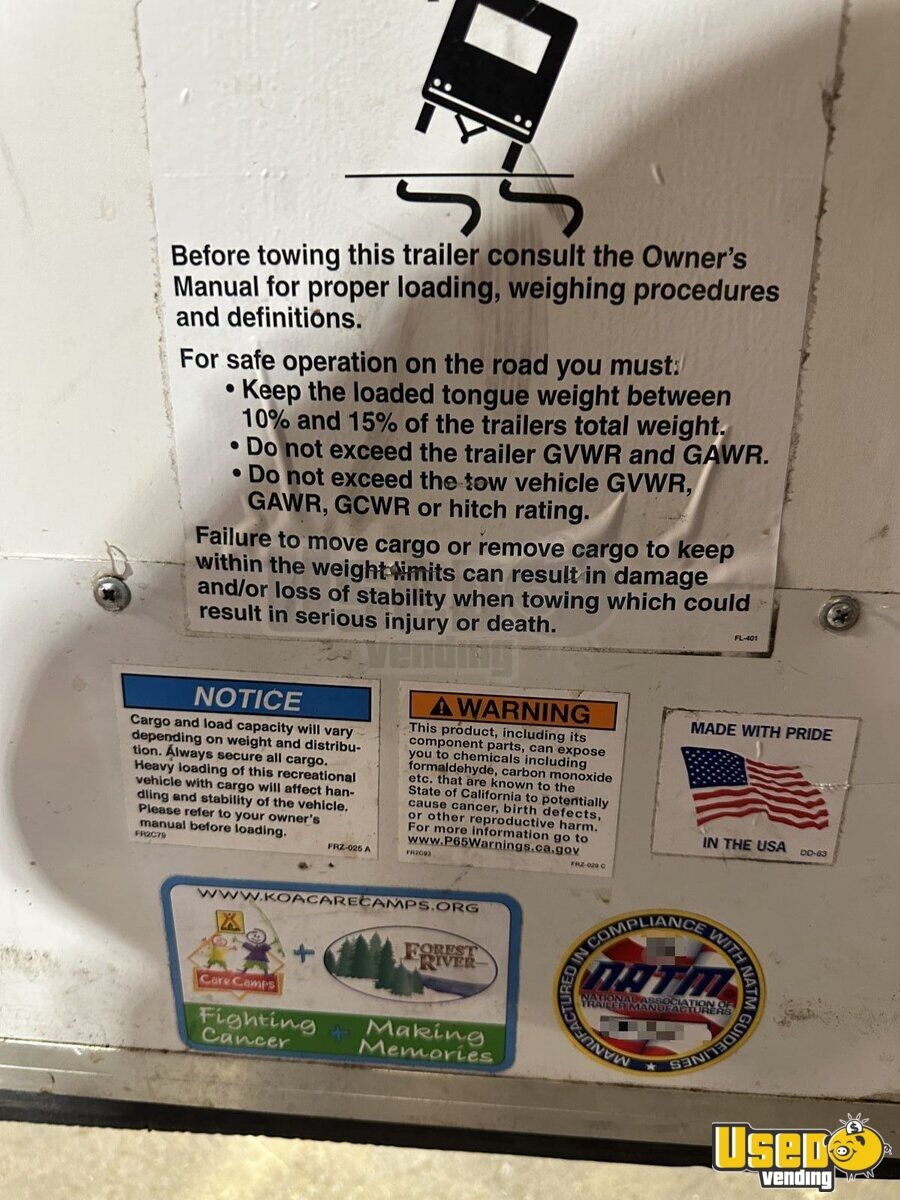 Before towing this trailer consult the Owner's
Manual for proper loading, weighing procedures
and definitions.
For safe operation on the road you must:
• Keep the loaded tongue weight between
10% and 15% of the trailers total weight.
• Do not exceed the trailer GVWR and GAWR.
• Do not exceed the tow vehicle GVWR,
GAWR, GCWR or hitch rating.
Failure to move cargo or remove cargo to keep
within the weight limits can result in damage
and/or loss of stability when towing which could
result in serious injury or death.
FL-401
vending
NOTICE
Cargo and load capacity will vary
depending on weight and distribu-
tion. Always secure all cargo.
Heavy loading of this recreational
vehicle with cargo will affect han-
dling and stability of the vehicle.
Please refer to your owner's
manual before loading.
FR2C79
FRZ-025 A
WARNING
This product, including its
component parts, can expose
you to chemicals including
formaldehyde, carbon monoxide
etc. that are known to the
State of California to potentially
cause cancer, birth defects,
or other reproductive harm.
For more information go to
www.P65Warnings.ca.gov
FR2C93
FRZ-029 C
MADE WITH PRIDE
IN THE USA
DD-63
WWW.KOACARECAMPS.ORG
KOA
Care Camps
+
FOREST
RIVER
Fighting
Cancer
+
Making
Memories
MANUFACTURED IN COMPLIANCE WITH NATM GUIDELINES
NATM
NATIONAL ASSOCIATION OF
TRAILER MANUFACTURERS
USED
vending